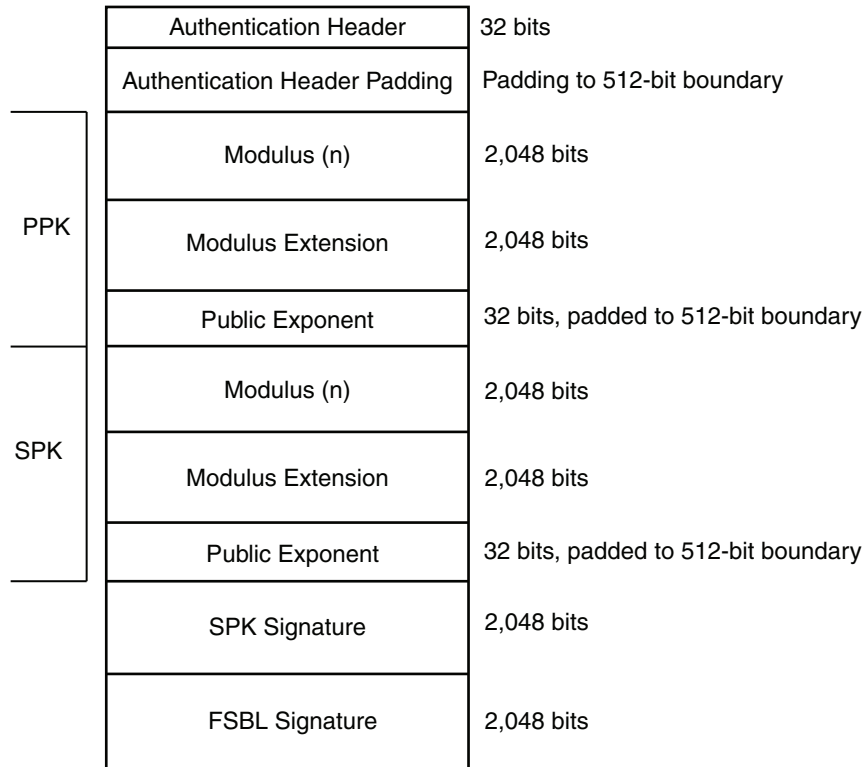 Authentication Header 32 bits
Authentication Header Padding Padding to 512-bit boundary
PPK
Modulus (n) 2,048 bits
Modulus Extension 2,048 bits
Public Exponent 32 bits, padded to 512-bit boundary
SPK
Modulus (n) 2,048 bits
Modulus Extension 2,048 bits
Public Exponent 32 bits, padded to 512-bit boundary
SPK Signature 2,048 bits
FSBL Signature 2,048 bits